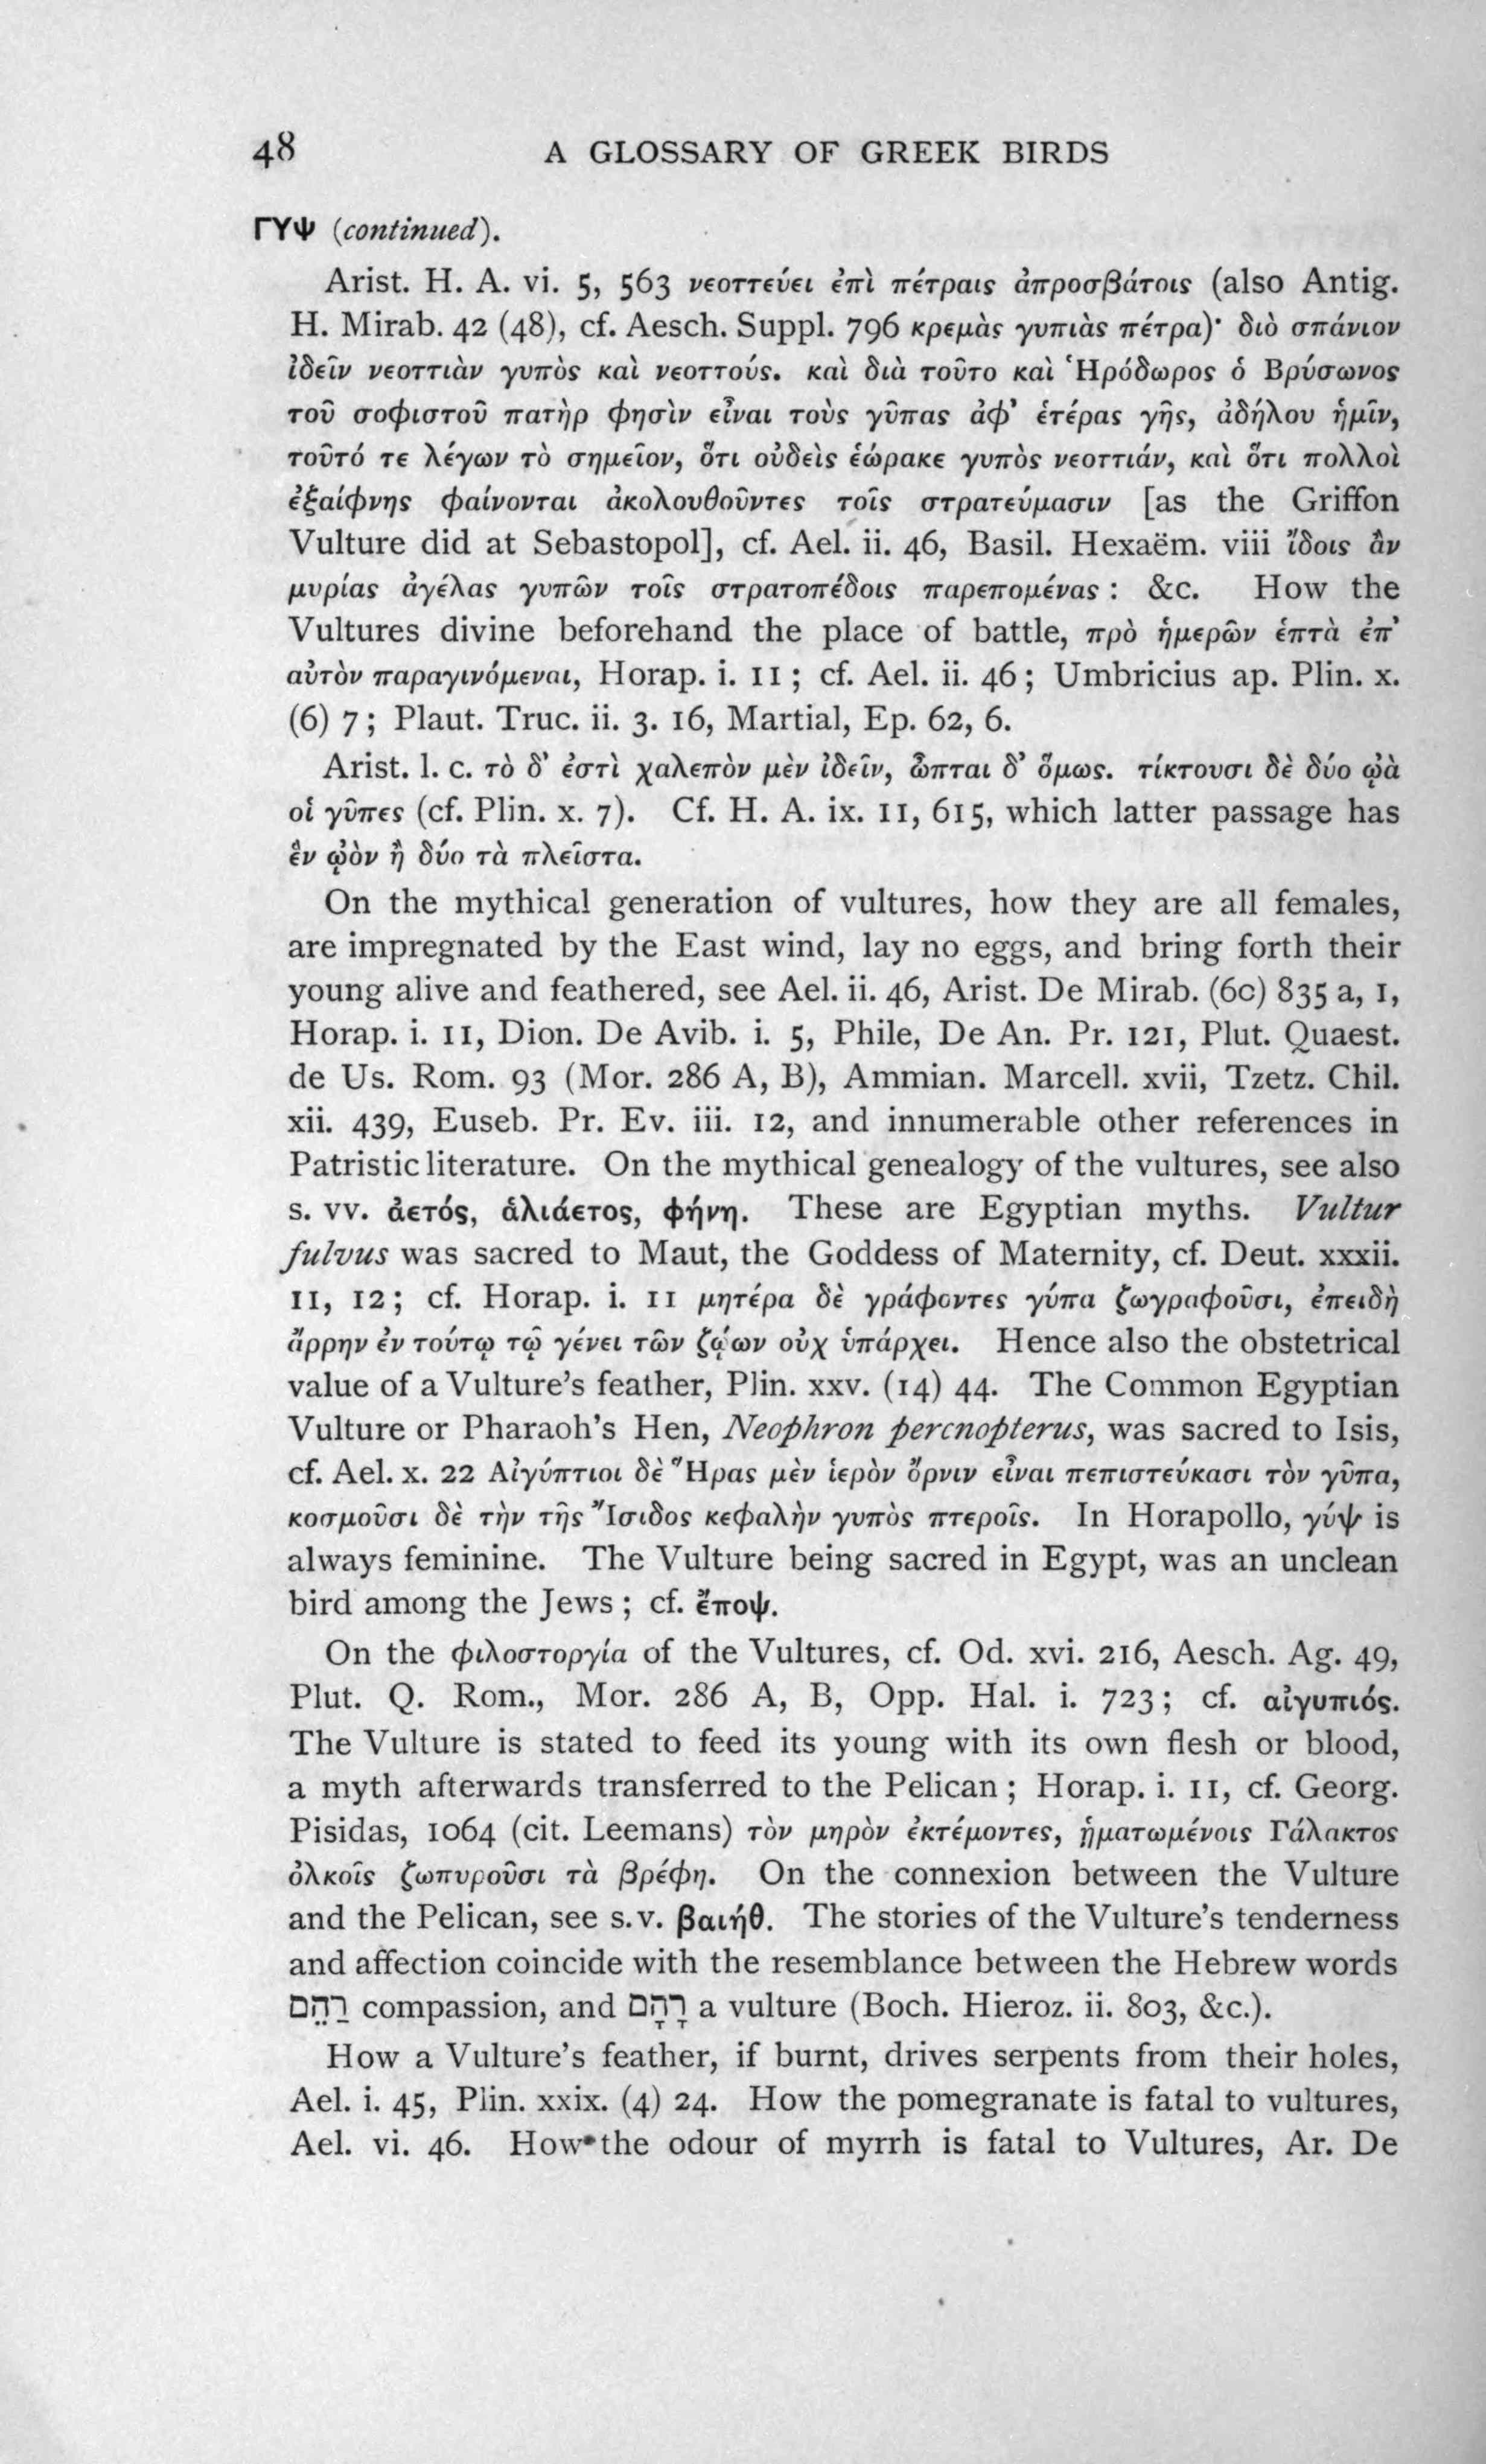 48 A GLOSSARY OF GREEK BIRDS
ΓΥΨ (continued).
Arist. H. A. vi. 5, 563 νεοττεύει ἐπὶ πέτραις ἀπροσβάτοις (also Antig.
H. Mirab. 42 (48), cf. Aesch. Suppl. 796 κρεμὰς γυπιὰς πέτρα)· διὸ σπάνιον
ἰδεῖν νεοττιὰν γυπὸς καὶ νεοττούς. καὶ διὰ τοῦτο καὶ Ἡρόδωρος ὁ Βρύσωνος
τοῦ σοφιστοῦ πατὴρ φησὶν εἶναι τοὺς γῦπας ἀφ' ἑτέρας γῆς, ἀδήλου ἡμῖν,
τοῦτό τε λέγων τὸ σημεῖον, ὅτι οὐδεὶς ἑώρακε γυπὸς νεοττιάν, καὶ ὅτι πολλοὶ
ἐξαίφνης φαίνονται ἀκολουθοῦντες τοῖς στρατεύμασιν [as the Griffon
Vulture did at Sebastopol], cf. Ael. ii. 46, Basil. Hexaëm. viii ἴδοις ἂν
μυρίας ἀγέλας γυπῶν τοῖς στρατοπέδοις παρεπομένας : &c. How the
Vultures divine beforehand the place of battle, πρὸ ἡμερῶν ἑπτὰ ἐπ'
αὐτὸν παραγινόμεναι, Horap. i. 11 ; cf. Ael. ii. 46 ; Umbricius ap. Plin. x.
(6) 7 ; Plaut. Truc. ii. 3. 16, Martial, Ep. 62, 6.
Arist. l. c. τὸ δ' ἐστὶ χαλεπὸν μὲν ἰδεῖν, ὦπται δ' ὅμως. τίκτουσι δὲ δύο ᾠὰ
οἱ γῦπες (cf. Plin. x. 7). Cf. H. A. ix. 11, 615, which latter passage has
ἓν ᾠὸν ἢ δύο τὰ πλεῖστα.
On the mythical generation of vultures, how they are all females,
are impregnated by the East wind, lay no eggs, and bring forth their
young alive and feathered, see Ael. ii. 46, Arist. De Mirab. (60) 835 a, 1,
Horap. i. 11, Dion. De Avib. i. 5, Phile, De An. Pr. 121, Plut. Quaest.
de Us. Rom. 93 (Mor. 286 A, B), Ammian. Marcell. xvii, Tzetz. Chil.
xii. 439, Euseb. Pr. Ev. iii. 12, and innumerable other references in
Patristic literature. On the mythical genealogy of the vultures, see also
s. vv. ἀετός, ἁλιάετος, φήνη. These are Egyptian myths. Vultur
fulvus was sacred to Maut, the Goddess of Maternity, cf. Deut. xxxii.
11, 12 ; cf. Horap. i. 11 μητέρα δὲ γράφοντες γύπα ζωγραφοῦσι, ἐπειδὴ
ἄρρην ἐν τούτῳ τῷ γένει τῶν ζῴων οὐχ ὑπάρχει. Hence also the obstetrical
value of a Vulture's feather, Plin. xxv. (14) 44. The Common Egyptian
Vulture or Pharaoh's Hen, Neophron percnopterus, was sacred to Isis,
cf. Ael. x. 22 Αἰγύπτιοι δὲ Ἥρας μὲν ἱερὸν ὄρνιν εἶναι πεπιστεύκασι τὸν γῦπα,
κοσμοῦσι δὲ τὴν τῆς Ἴσιδος κεφαλὴν γυπὸς πτεροῖς. In Horapollo, γύψ is
always feminine. The Vulture being sacred in Egypt, was an unclean
bird among the Jews ; cf. ἔποψ.
On the φιλοστοργία of the Vultures, cf. Od. xvi. 216, Aesch. Ag. 49,
Plut. Q. Rom., Mor. 286 A, B, Opp. Hal. i. 723 ; cf. αἰγυπιός.
The Vulture is stated to feed its young with its own flesh or blood,
a myth afterwards transferred to the Pelican ; Horap. i. 11, cf. Georg.
Pisidas, 1064 (cit. Leemans) τὸν μηρὸν ἐκτέμοντες, ᾑματωμένοις Γάλακτος
ὁλκοῖς ζωπυροῦσι τὰ βρέφη. On the connexion between the Vulture
and the Pelican, see s. v. βαιήθ. The stories of the Vulture's tenderness
and affection coincide with the resemblance between the Hebrew words
רַהֵם compassion, and רָהָם a vulture (Boch. Hieroz. ii. 803, &c.).
How a Vulture's feather, if burnt, drives serpents from their holes,
Ael. i. 45, Plin. xxix. (4) 24. How the pomegranate is fatal to vultures,
Ael. vi. 46. How the odour of myrrh is fatal to Vultures, Ar. De